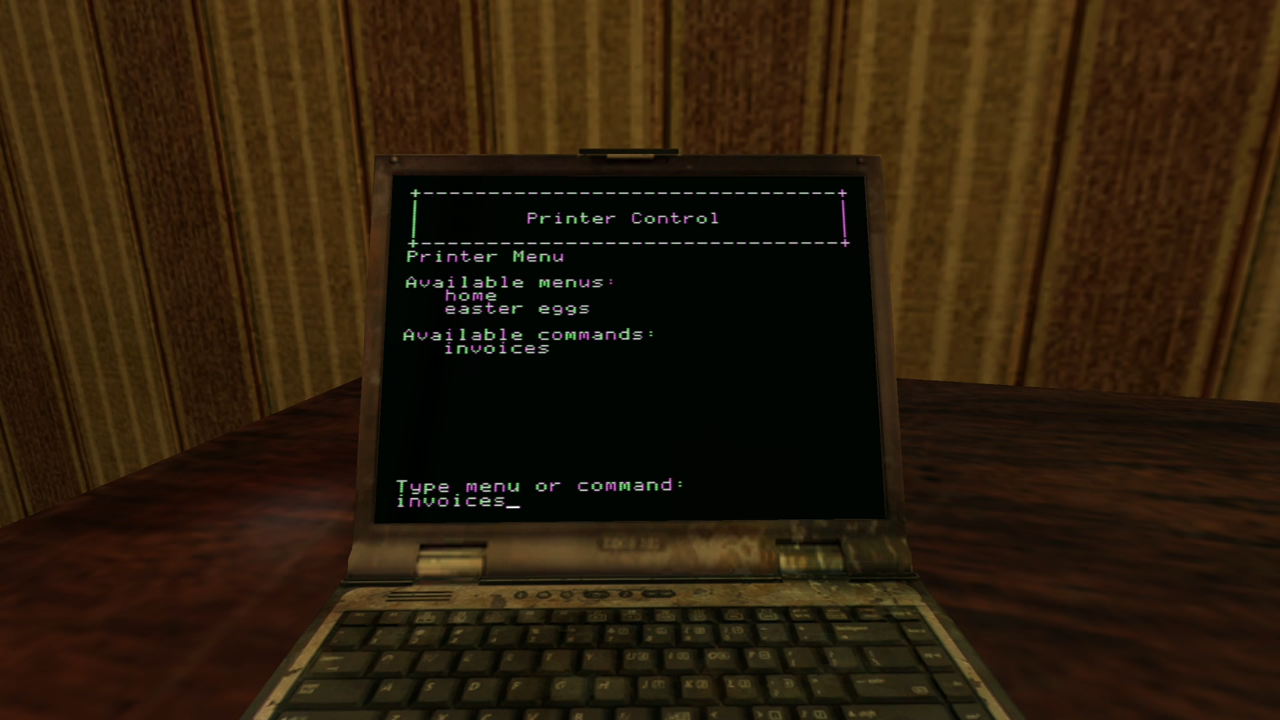 Printer Control
Printer Menu
Available menus:
home
easter eggs
Available commands:
invoices
Type menu or command:
invoices_